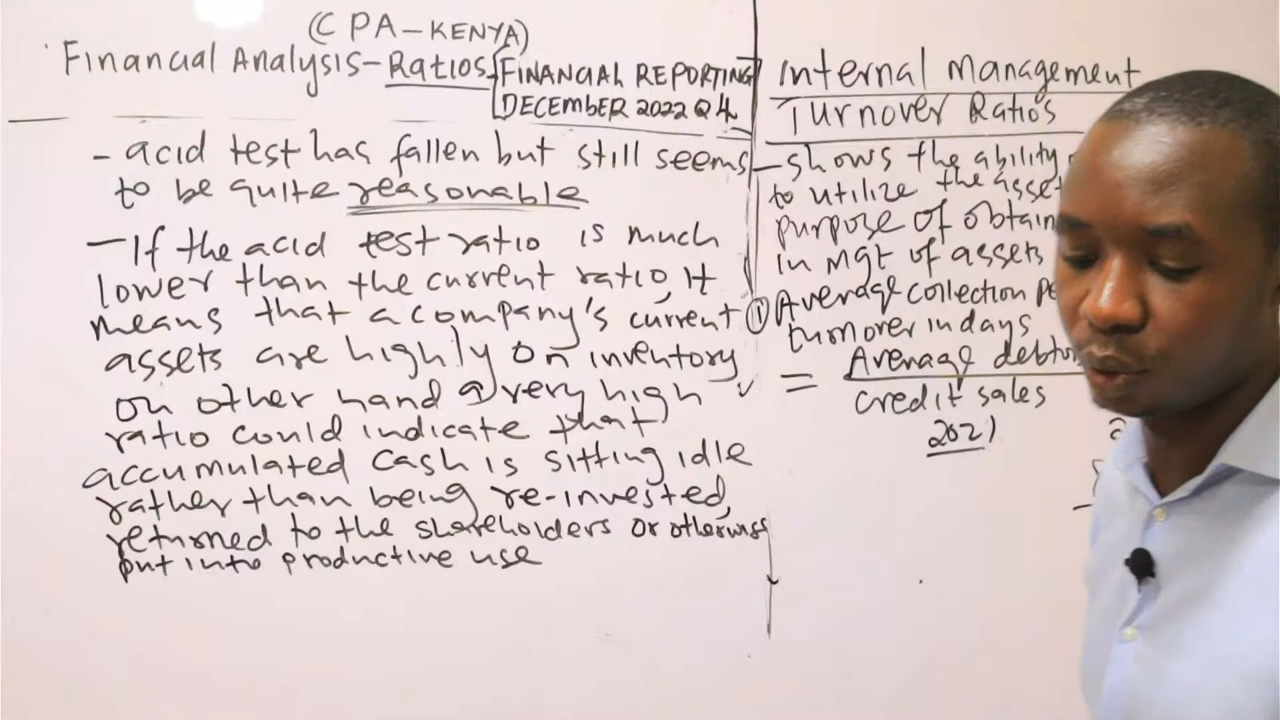 (CPA-KENYA)
Financial Analysis-Ratios
FINANCIAL REPORTING
DECEMBER 2022 Q4
- acid test has fallen but still seems
to be quite reasonable
- If the acid test ratio is much
lower than the current ratio, It
means that a company's current
assets are highly on inventory
on other hand a very high
ratio could indicate that
accumulated cash is sitting idle
rather than being re-invested,
returned to the shareholders or otherwise
put into productive use
Internal Management
Turnover Ratios
- shows the ability
to utilize the asset
purpose of obtain
in mgt of assets
(1) Average collection
turnover in days
= Average debto
credit sales
2021